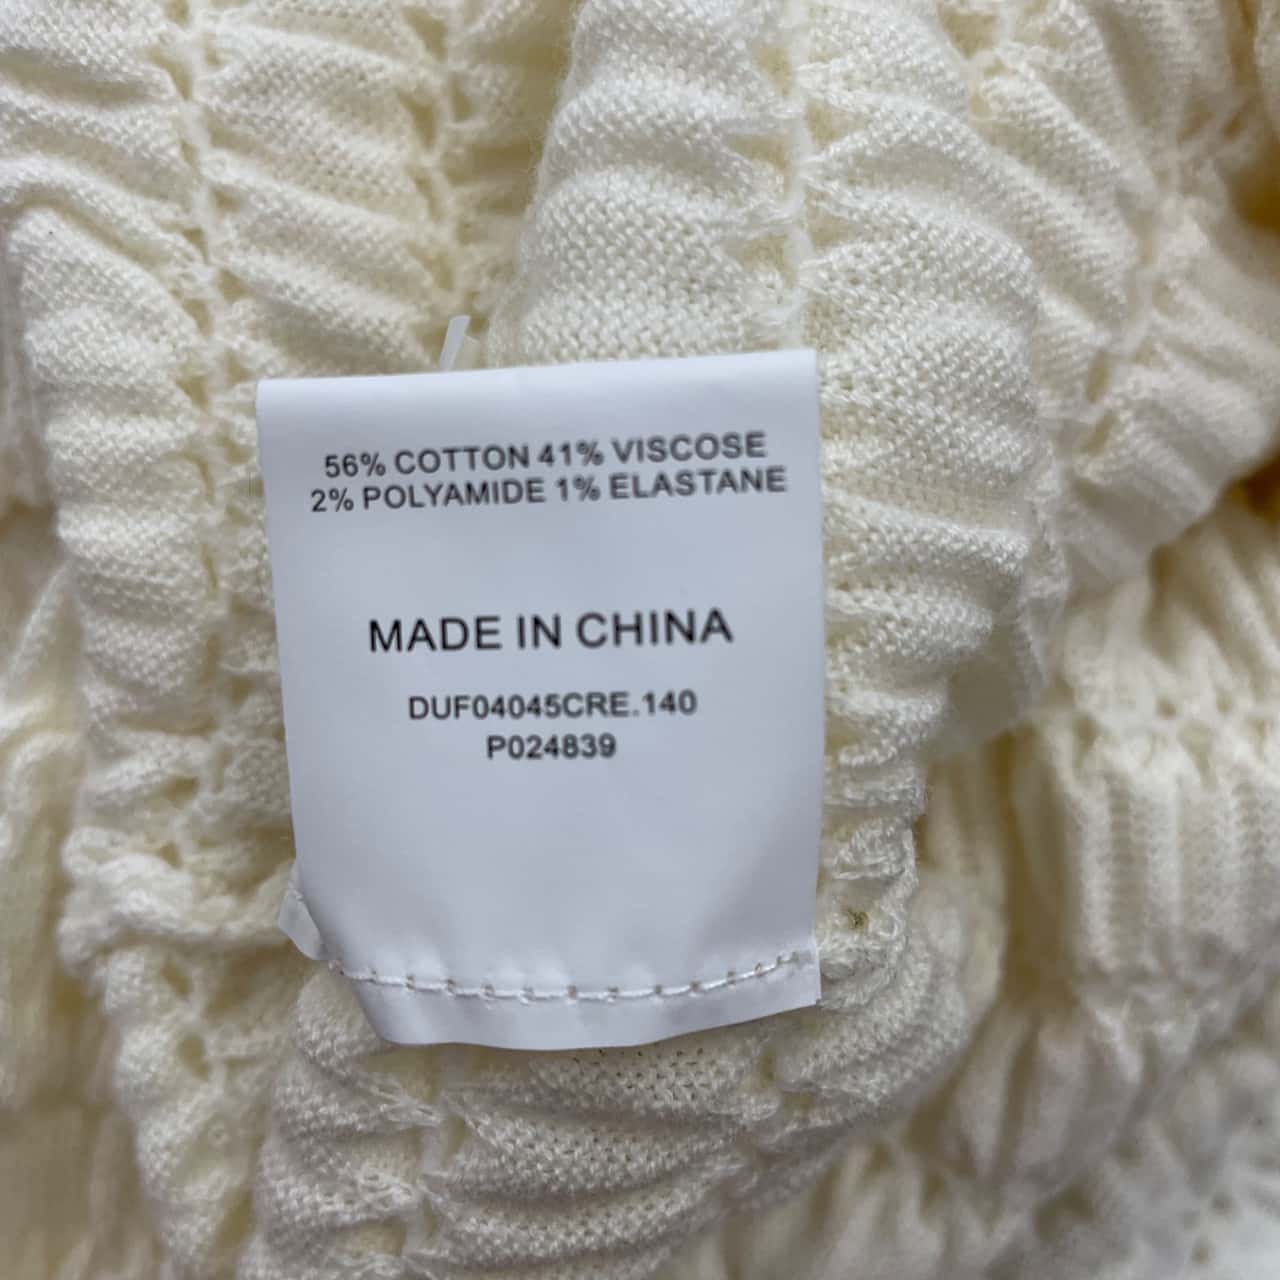 56% COTTON 41% VISCOSE
2% POLYAMIDE 1% ELASTANE
MADE IN CHINA
DUF04045CRE.140
P024839